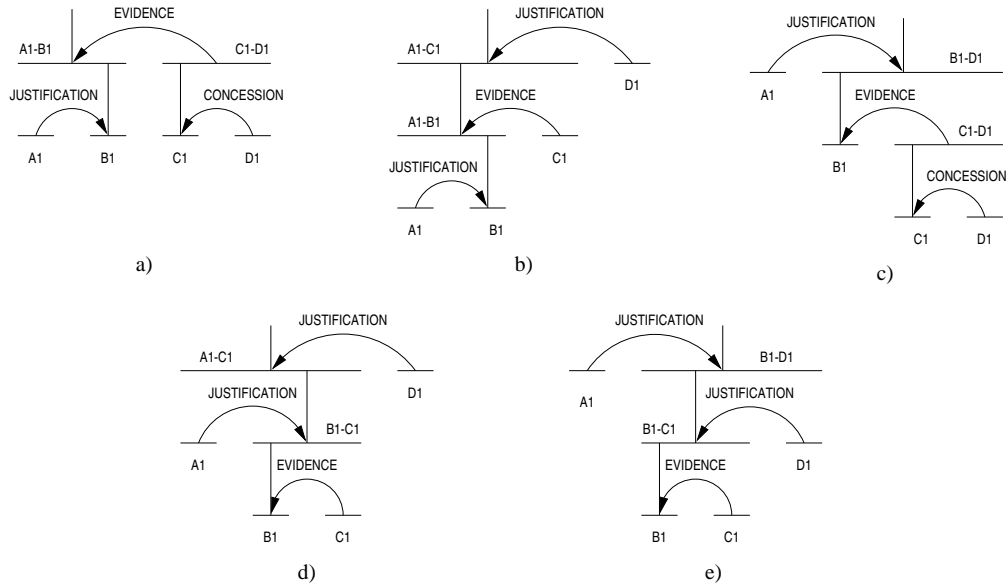 EVIDENCE
A1-B1
C1-D1
JUSTIFICATION
CONCESSION
A1
B1
C1
D1
a)
JUSTIFICATION
A1-C1
D1
EVIDENCE
A1-B1
C1
JUSTIFICATION
A1
B1
b)
JUSTIFICATION
B1-D1
A1
EVIDENCE
C1-D1
B1
CONCESSION
C1
D1
c)
JUSTIFICATION
A1-C1
D1
JUSTIFICATION
B1-C1
A1
EVIDENCE
B1
C1
d)
JUSTIFICATION
B1-D1
A1
JUSTIFICATION
B1-C1
D1
EVIDENCE
B1
C1
e)